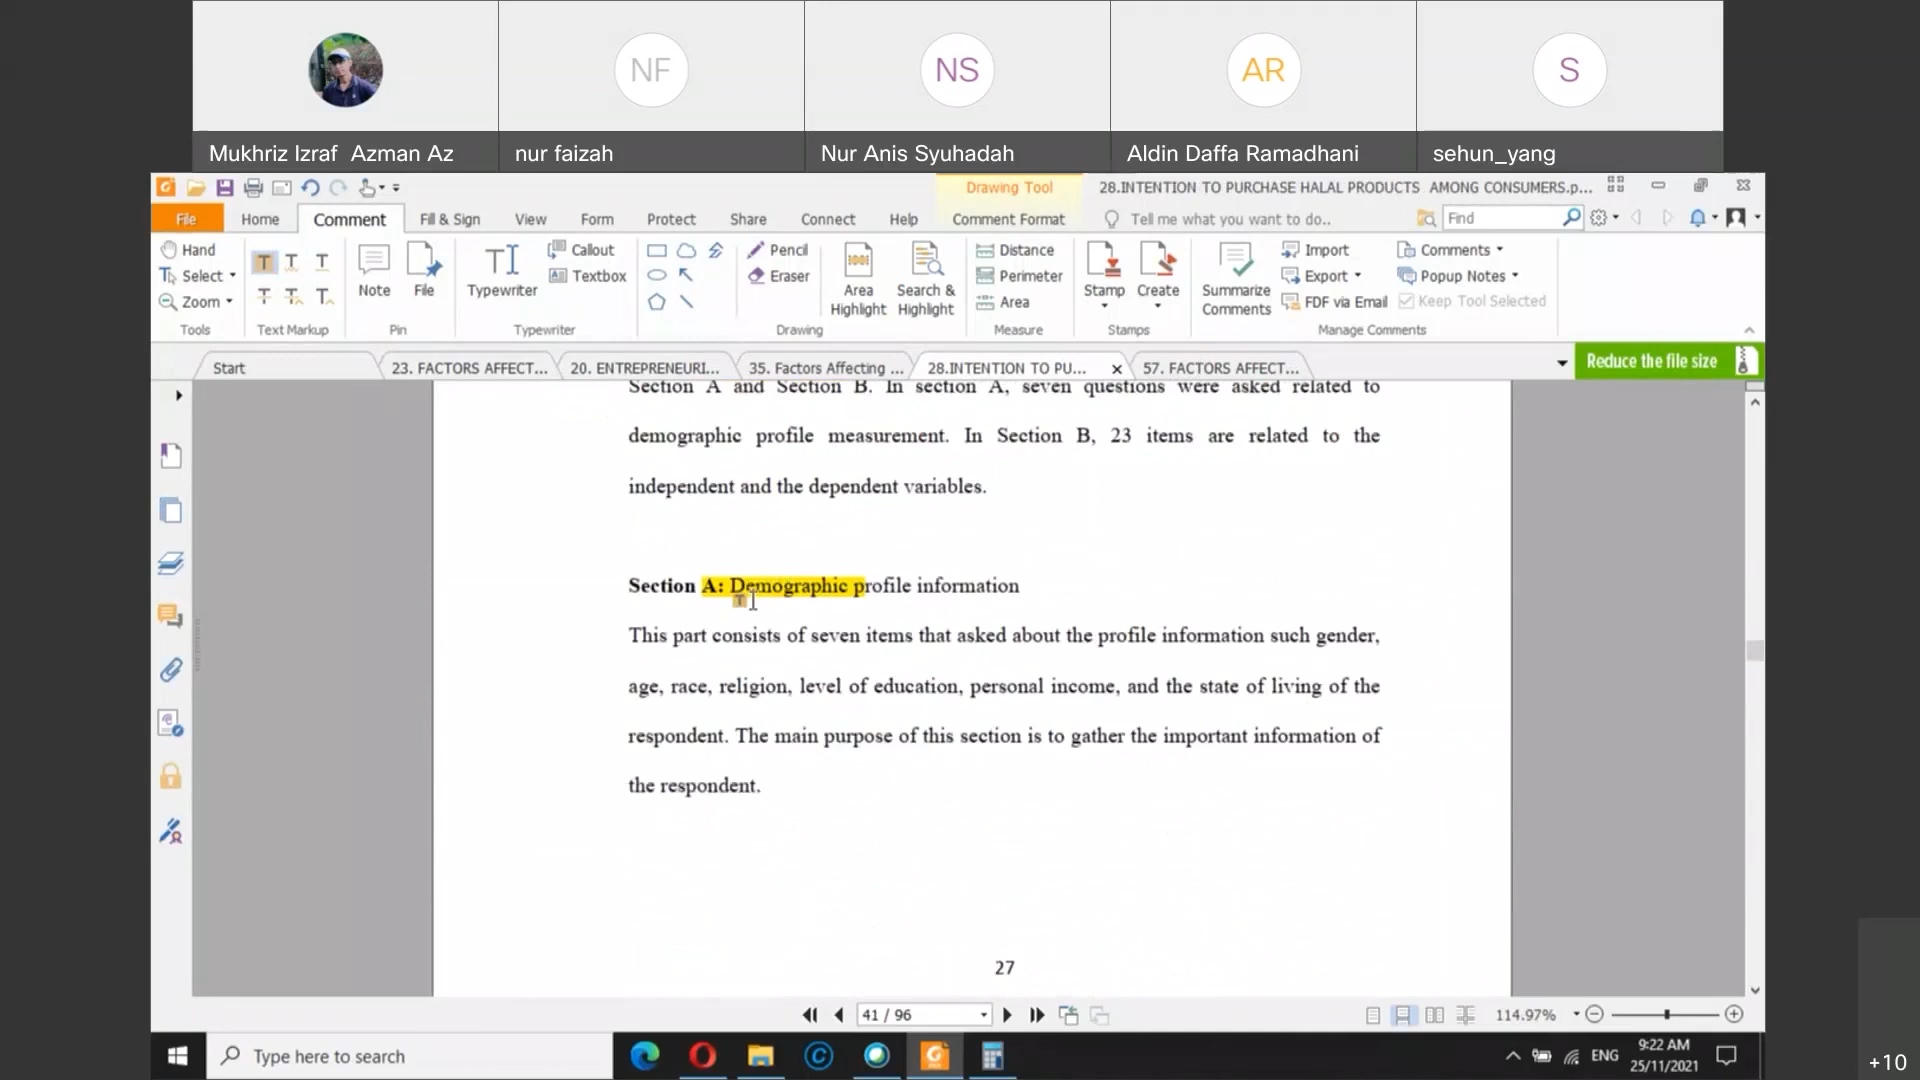 NF
NS
AR
S
Mukhriz Izraf Azman Az
nur faizah
Nur Anis Syuhadah
Aldin Daffa Ramadhani
sehun_yang
Drawing Tool
28.INTENTION TO PURCHASE HALAL PRODUCTS AMONG CONSUMERS.p...
File
Home
Comment
Fill & Sign
View
Form
Protect
Share
Connect
Help
Comment Format
Tell me what you want to do..
Find
Hand
Select
Zoom
Tools
Text Markup
Note
File
Pin
Typewriter
Callout
Textbox
Typewriter
Pencil
Eraser
Area Highlight
Search & Highlight
Drawing
Distance
Perimeter
Area
Measure
Stamp
Create
Stamps
Summarize Comments
Import
Export
FDF via Email
Comments
Popup Notes
Keep Tool Selected
Manage Comments
Start
23. FACTORS AFFECT...
20. ENTREPRENEURI...
35. Factors Affecting ...
28.INTENTION TO PU...
57. FACTORS AFFECT...
Reduce the file size
Section A and Section B. In section A, seven questions were asked related to
demographic profile measurement. In Section B, 23 items are related to the
independent and the dependent variables.
Section A: Demographic profile information
This part consists of seven items that asked about the profile information such gender,
age, race, religion, level of education, personal income, and the state of living of the
respondent. The main purpose of this section is to gather the important information of
the respondent.
27
41 / 96
114.97%
Type here to search
ENG
9:22 AM
25/11/2021
+10